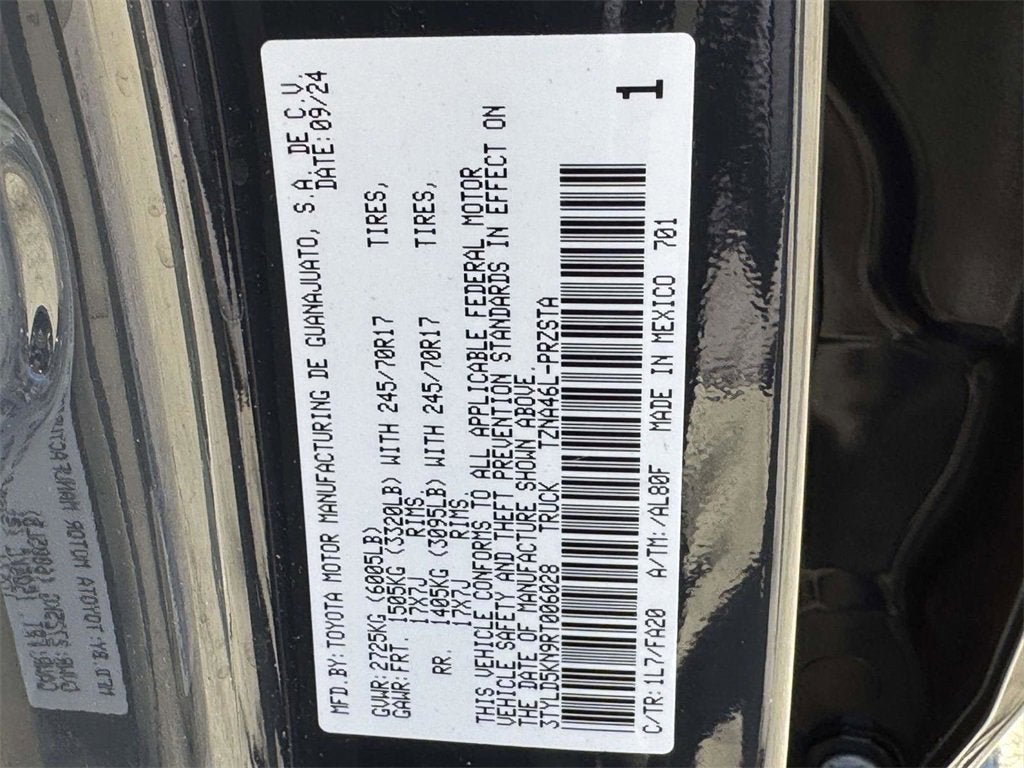 MFD.BY:TOYOTA MOTOR MANUFACTURING DE GUANAJUATO, S.A. DE C.V.
DATE:09/24
GVWR:2725KG (6005LB)
GAWR:FRT. 1505KG (3320LB) WITH 245/70R17 TIRES,
17X7J RIMS
RR. 1405KG (3095LB) WITH 245/70R17 TIRES,
17X7J RIMS
THIS VEHICLE CONFORMS TO ALL APPLICABLE FEDERAL MOTOR
VEHICLE SAFETY AND THEFT PREVENTION STANDARDS IN EFFECT ON
THE DATE OF MANUFACTURE SHOWN ABOVE.
3TYLD5KN9RT006028 TRUCK TZNA46L-PRZSTA
1
C/TR:1L7/FA20 A/TM:/AL80F MADE IN MEXICO 701